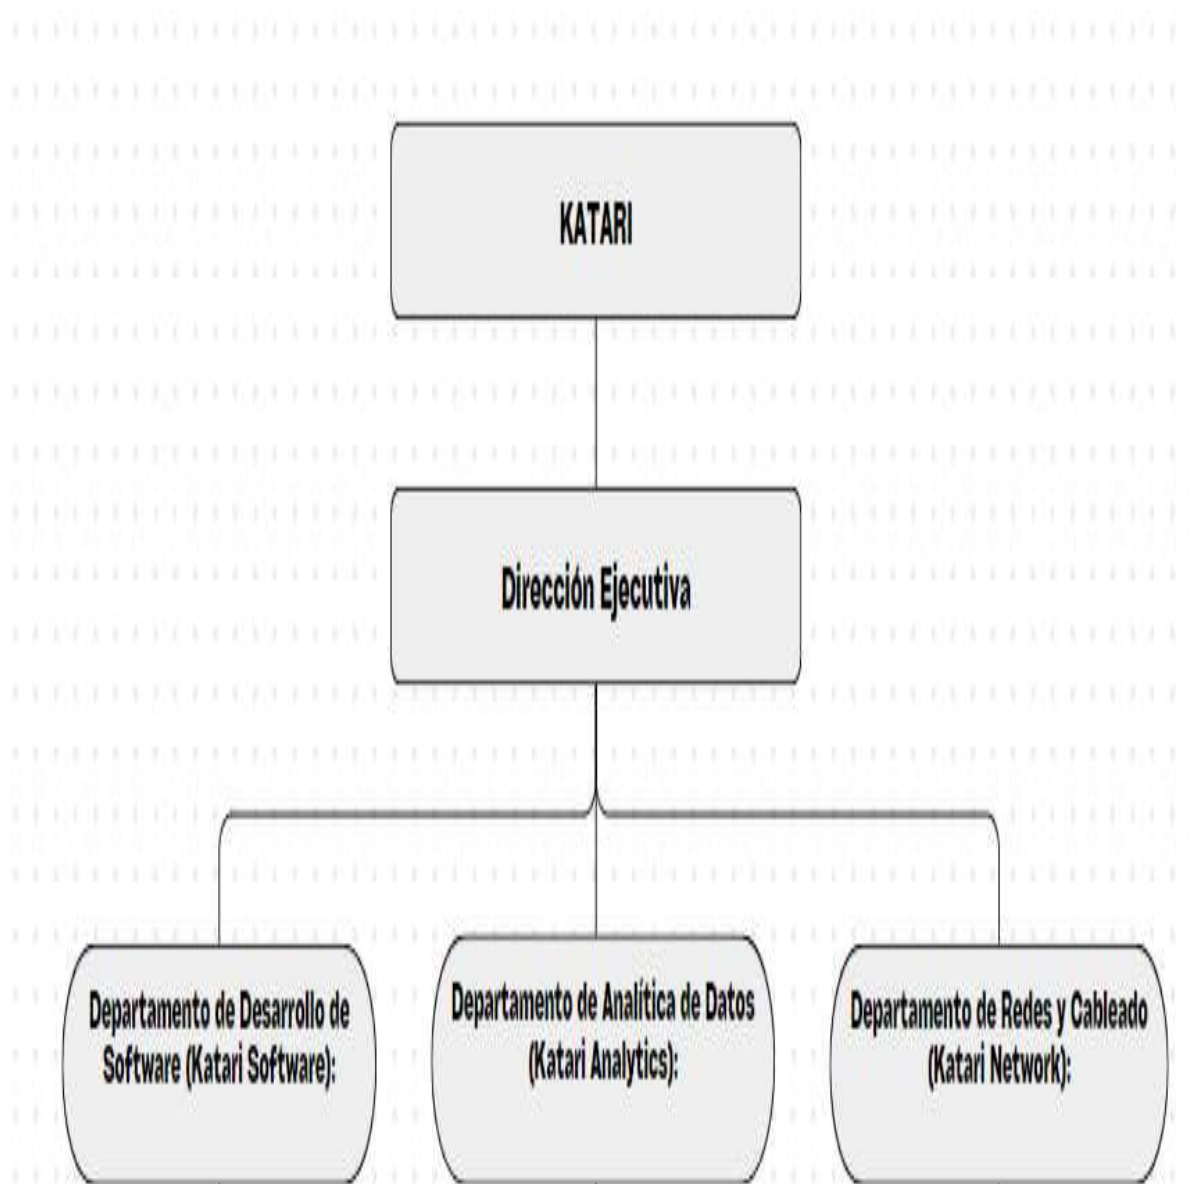 KATARI
Dirección Ejecutiva
Departamento de Desarrollo de
Software (Katari Software):
Departamento de Analítica de Datos
(Katari Analytics):
Departamento de Redes y Cableado
(Katari Network):